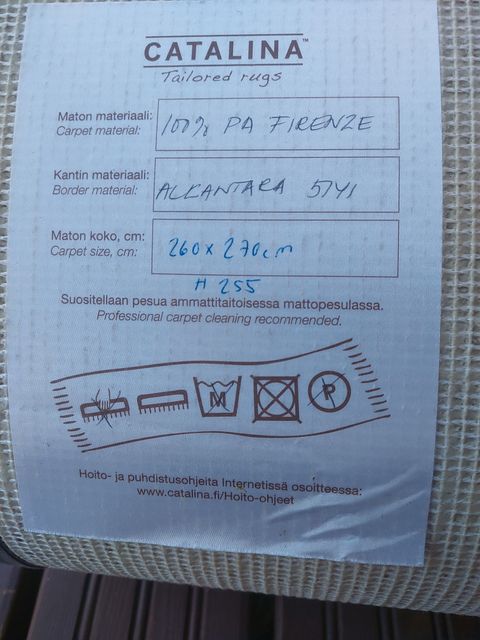 CATALINA™
Tailored rugs
Maton materiaali: 100% PA FIRENZE
Carpet material:
Kantin materiaali: ALKANTARA 5741
Border material:
Maton koko, cm: 260 x 270 cm
Carpet size, cm:
H 255
Suositellaan pesua ammattitaitoisessa mattopesulassa.
Professional carpet cleaning recommended.
M P
Hoito- ja puhdistusohjeita Internetissä osoitteessa:
www.catalina.fi/Hoito-ohjeet